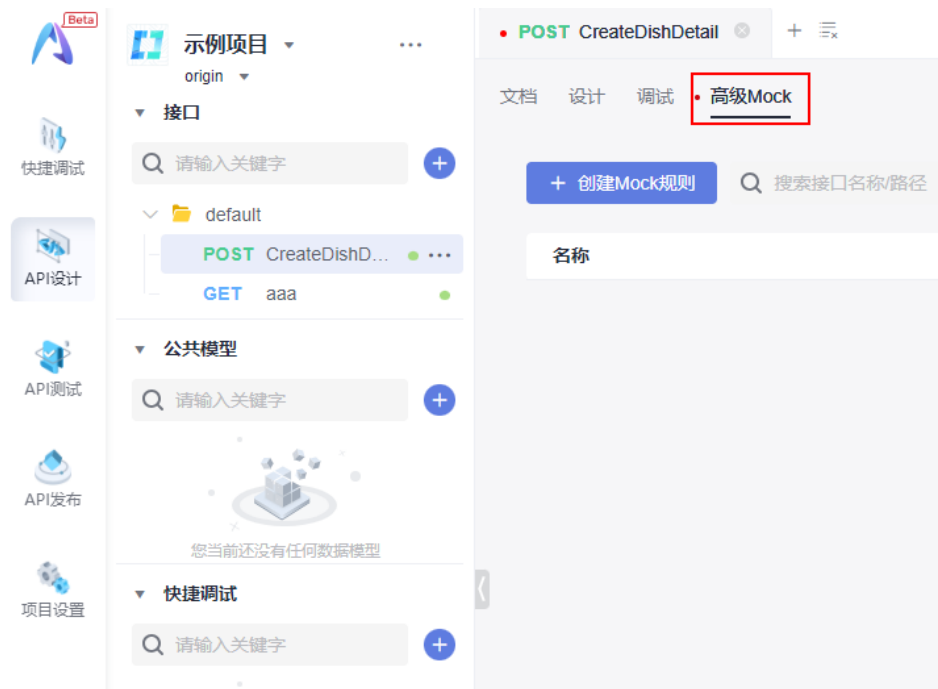 Beta
快捷调试
API设计
API测试
API发布
项目设置
示例项目
origin
接口
请输入关键字
default
POST CreateDishD...
GET aaa
公共模型
请输入关键字
您当前还没有任何数据模型
快捷调试
请输入关键字
POST CreateDishDetail
文档 设计 调试 高级Mock
+ 创建Mock规则 搜索接口名称/路径
名称